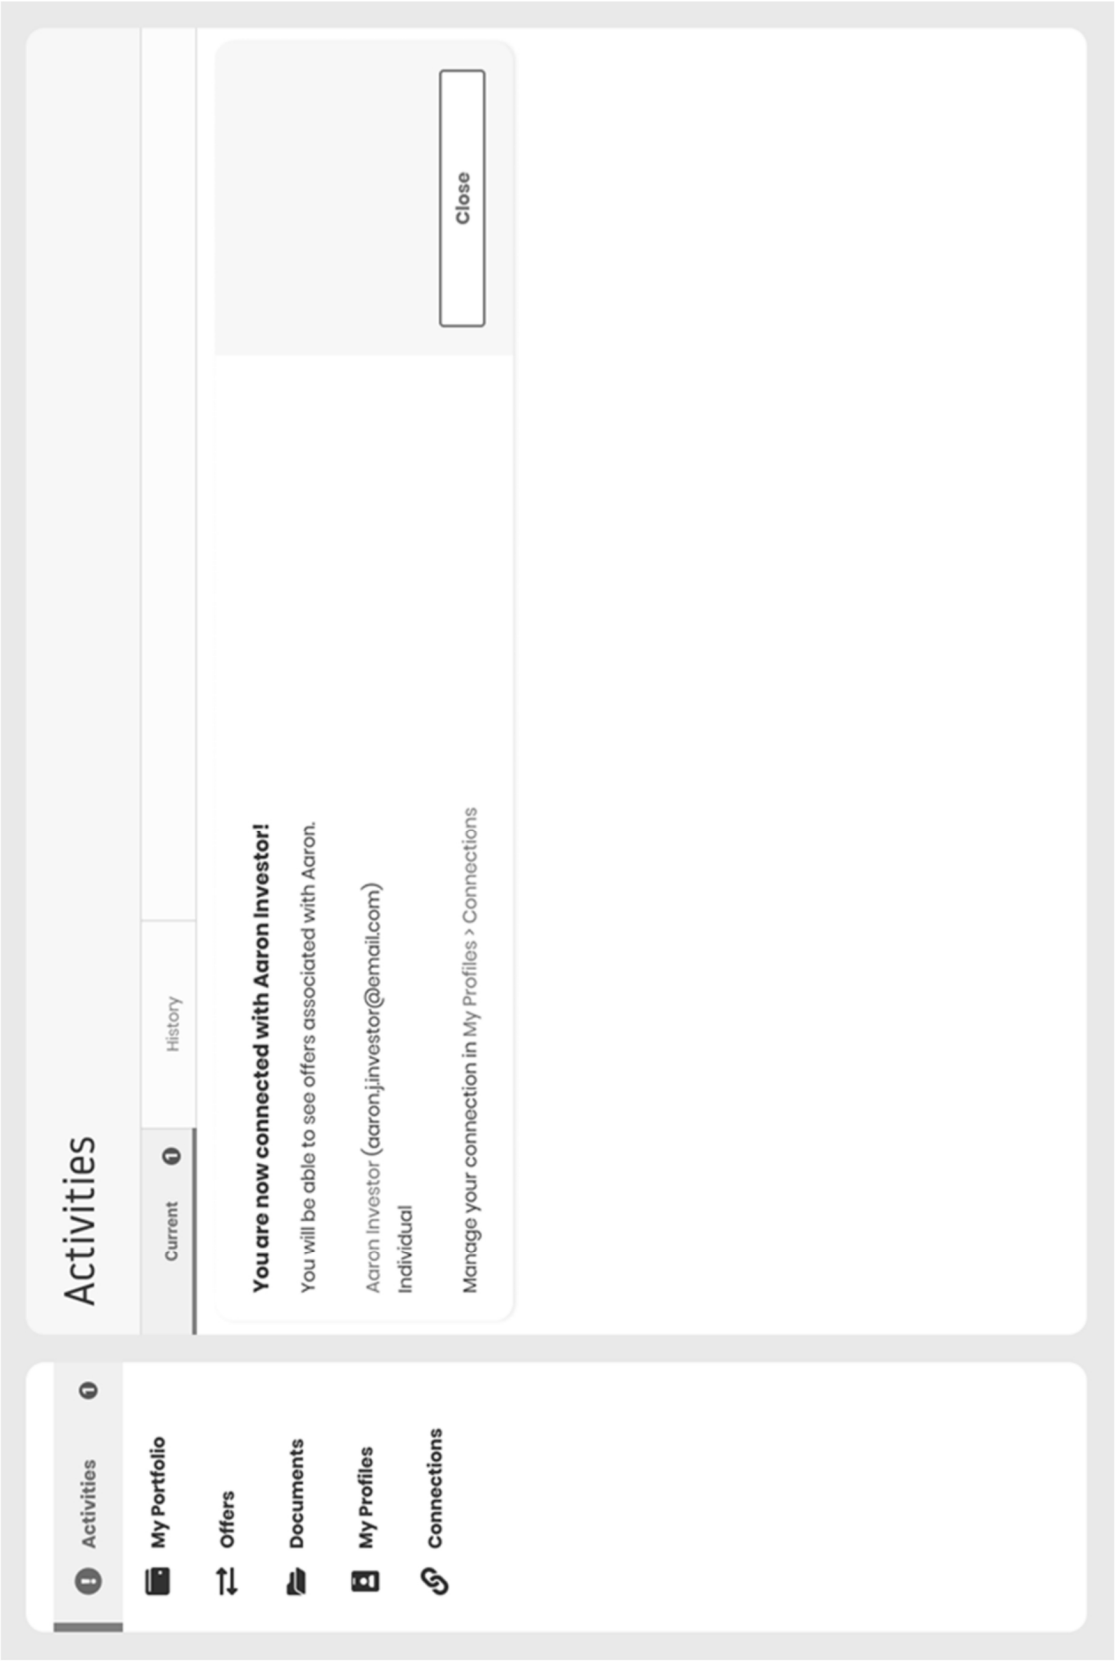 Activities 1
My Portfolio
Offers
Documents
My Profiles
Connections
Activities
Current 1
History
You are now connected with Aaron Investor!
You will be able to see offers associated with Aaron.
Aaron Investor (aaron.j.investor@email.com)
Individual
Manage your connection in My Profiles > Connections
Close